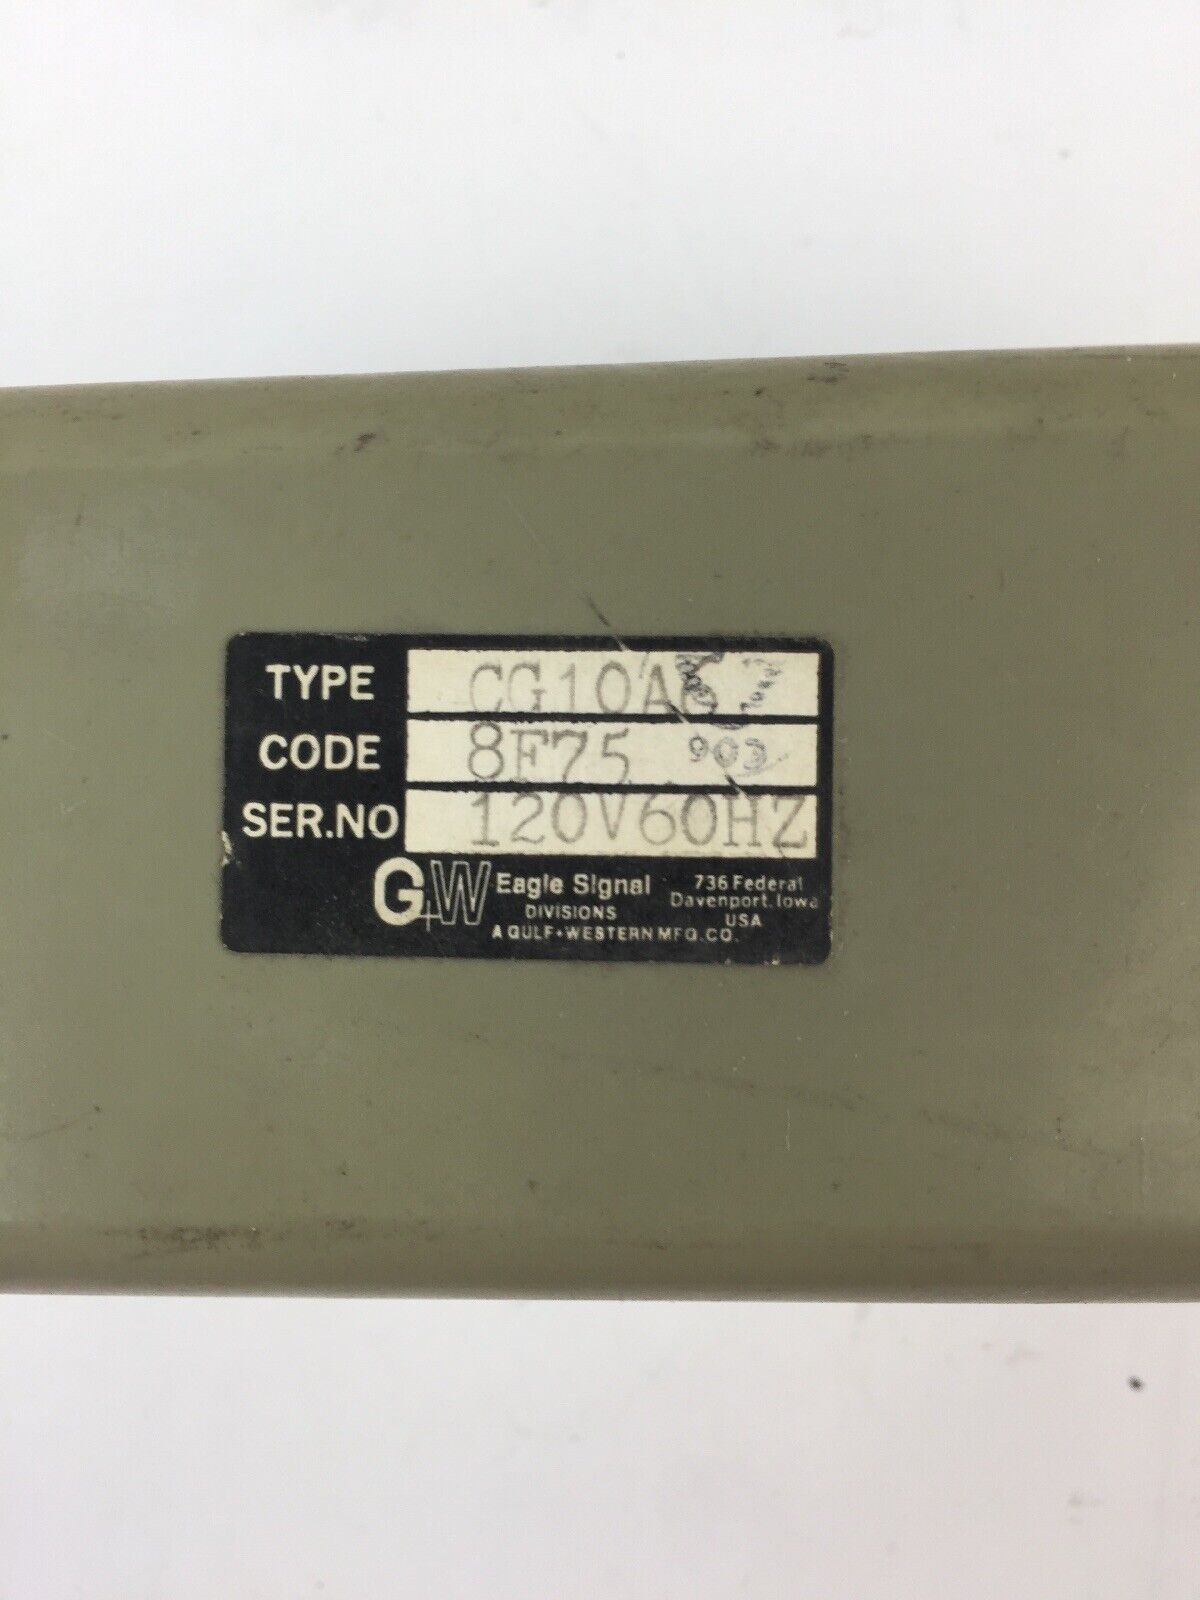 TYPE CG10A6
CODE 8F75 903
SER.NO 120V60HZ
G+W Eagle Signal 736 Federal
DIVISIONS Davenport, Iowa
USA
A GULF+WESTERN MFG. CO.